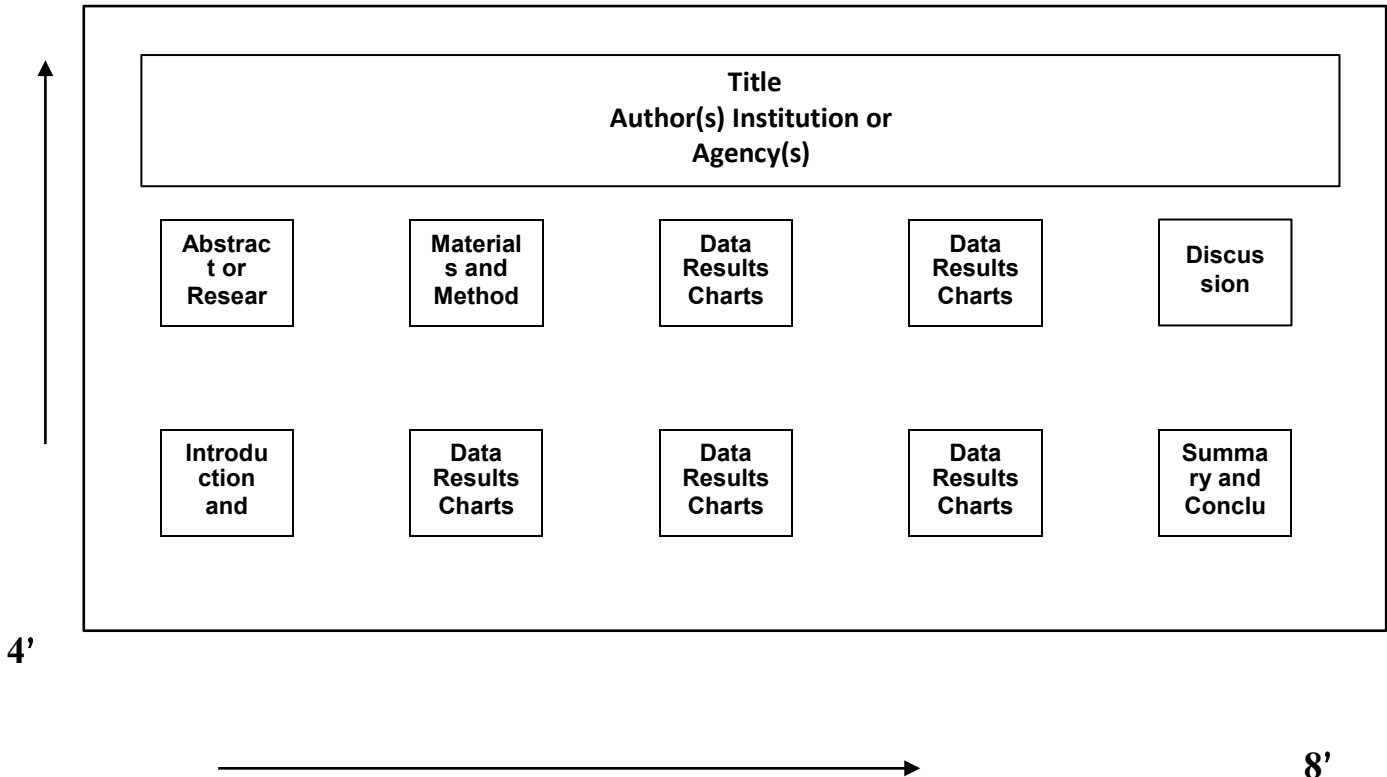 Title
Author(s) Institution or
Agency(s)
Abstrac
t or
Resear
Material
s and
Method
Data
Results
Charts
Data
Results
Charts
Discus
sion
Introdu
ction
and
Data
Results
Charts
Data
Results
Charts
Data
Results
Charts
Summa
ry and
Conclu
4'
8'